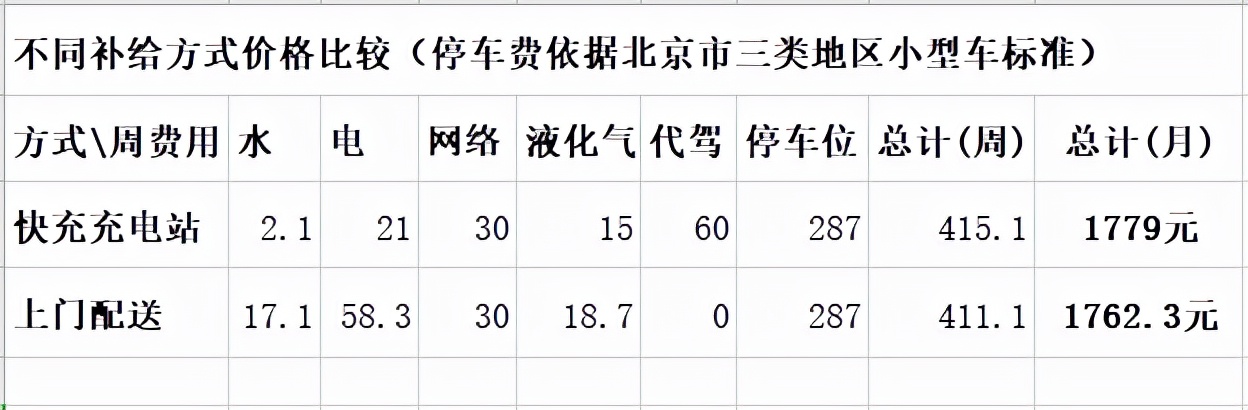 不同补给方式价格比较（停车费依据北京市三类地区小型车标准）
方式\周费用 水 电 网络 液化气 代驾 停车位 总计(周) 总计(月)
快充充电站 2.1 21 30 15 60 287 415.1 1779元
上门配送 17.1 58.3 30 18.7 0 287 411.1 1762.3元